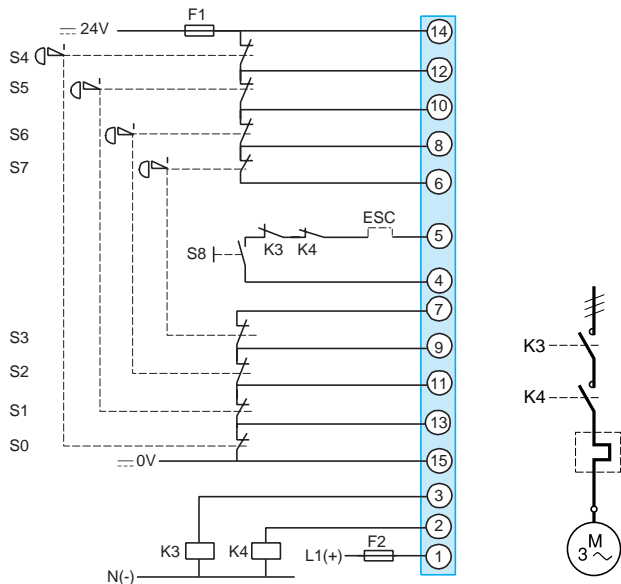 F1
24V
14
S4
12
S5
10
S6
8
S7
6
ESC
5
S8
K3 K4
4
7
S3
9
S2
11
S1
13
S0
0V
15
3
2
K3 K4
L1(+)
F2
1
N(-)
K3
K4
M
3 ~